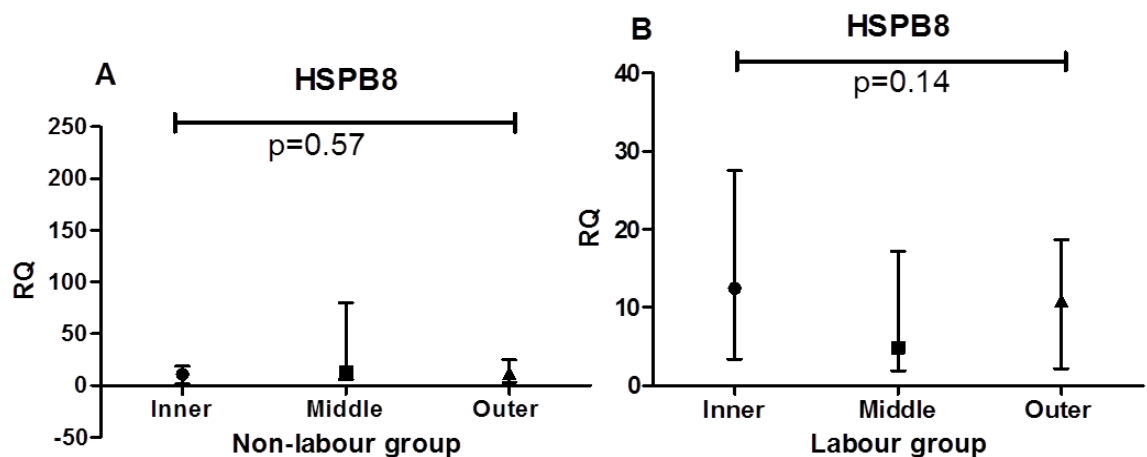 A
HSPB8
p=0.57
RQ
250
200
150
100
50
0
-50
Inner Middle Outer
Non-labour group
B
HSPB8
p=0.14
RQ
40
30
20
10
0
Inner Middle Outer
Labour group